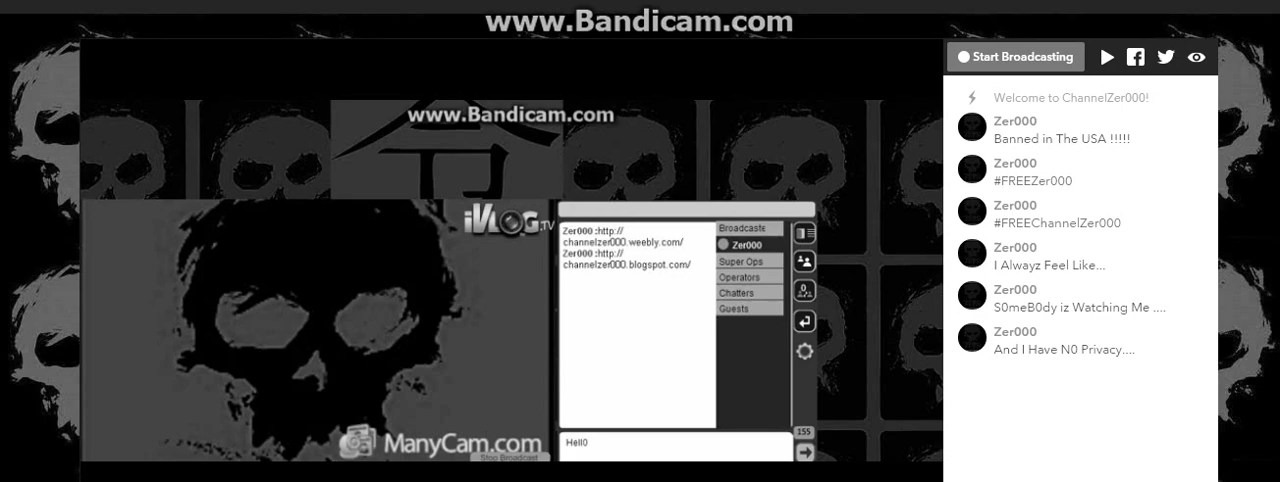 www.Bandicam.com
www.Bandicam.com
iVLOG.TV
Zer000 :http://
channelzer000.weebly.com/
Zer000 :http://
channelzer000.blogspot.com/
Broadcaste
Zer000
Super Ops
Operators
Chatters
Guests
0
155
Hell0
ManyCam.com
Stop Broadcast
Start Broadcasting
Welcome to ChannelZer000!
Zer000
Banned in The USA !!!!!
Zer000
#FREEZer000
Zer000
#FREEChannelZer000
Zer000
I Alwayz Feel Like...
Zer000
S0meB0dy iz Watching Me ....
Zer000
And I Have N0 Privacy....